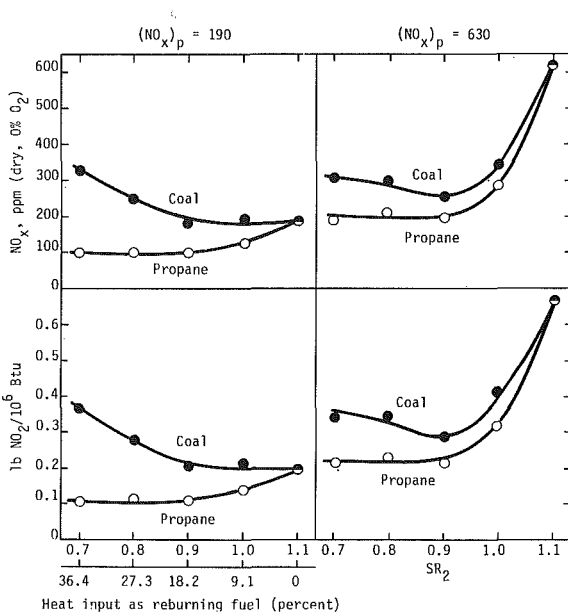 (NOx)p = 190
(NOx)p = 630
NOx, ppm (dry, 0% O2)
600
500
400
300
200
100
0
Coal
Propane
Coal
Propane
lb NO2/10^6 Btu
0.6
0.5
0.4
0.3
0.2
0.1
0
Coal
Propane
Coal
Propane
0.7 0.8 0.9 1.0 1.1
0.7 0.8 0.9 1.0 1.1
36.4 27.3 18.2 9.1 0
SR2
Heat input as reburning fuel (percent)